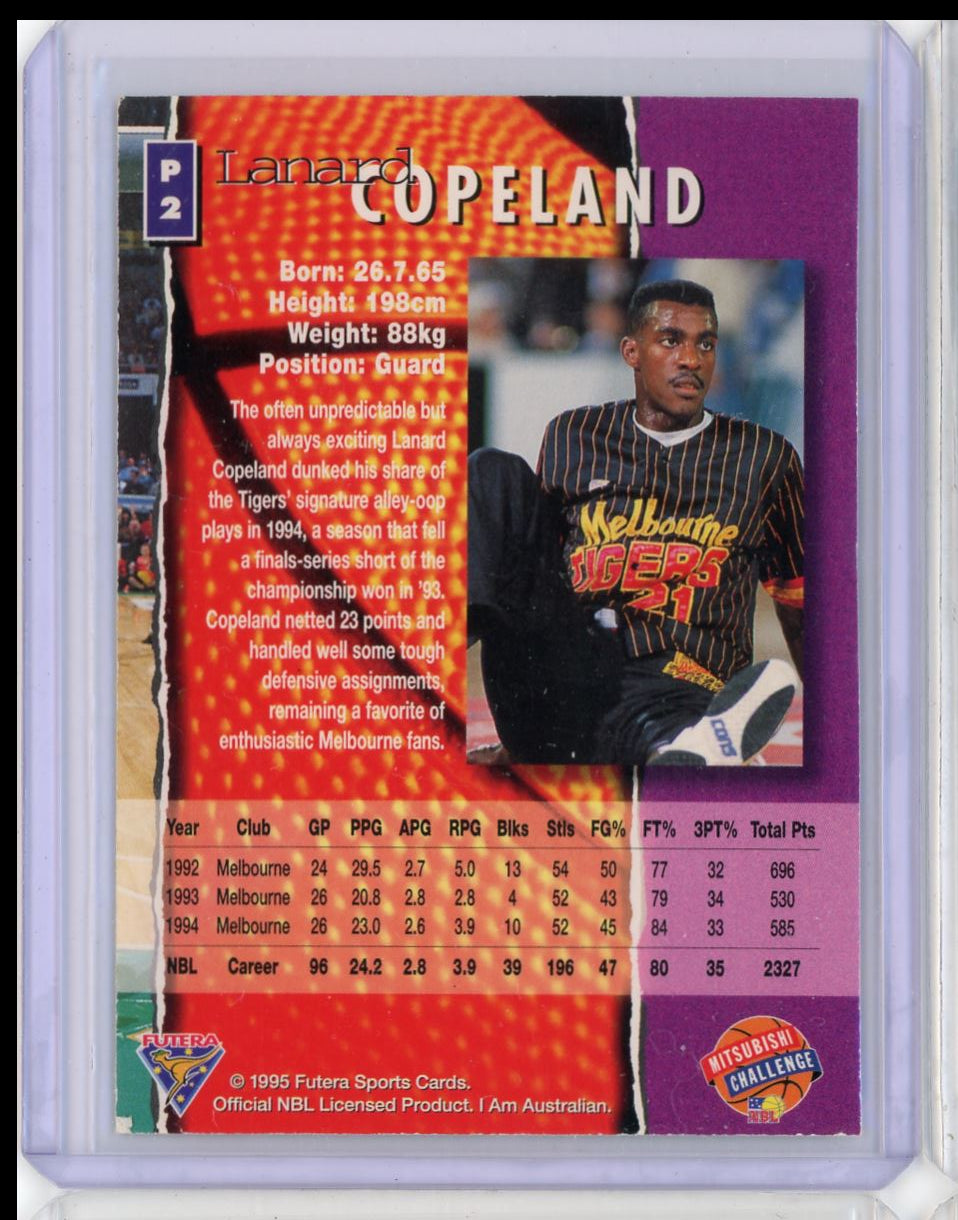 P
2
Lanard
COPELAND
Born: 26.7.65
Height: 198cm
Weight: 88kg
Position: Guard
The often unpredictable but
always exciting Lanard
Copeland dunked his share of
the Tigers' signature alley-oop
plays in 1994, a season that fell
a finals-series short of the
championship won in '93.
Copeland netted 23 points and
handled well some tough
defensive assignments,
remaining a favorite of
enthusiastic Melbourne fans.
Melbourne
TIGERS
21
cons
Year Club GP PPG APG RPG Blks Stls FG% FT% 3PT% Total Pts
1992 Melbourne 24 29.5 2.7 5.0 13 54 50 77 32 696
1993 Melbourne 26 20.8 2.8 2.8 4 52 43 79 34 530
1994 Melbourne 26 23.0 2.6 3.9 10 52 45 84 33 585
NBL Career 96 24.2 2.8 3.9 39 196 47 80 35 2327
FUTERA
© 1995 Futera Sports Cards.
Official NBL Licensed Product. I Am Australian.
MITSUBISHI
CHALLENGE
NBL